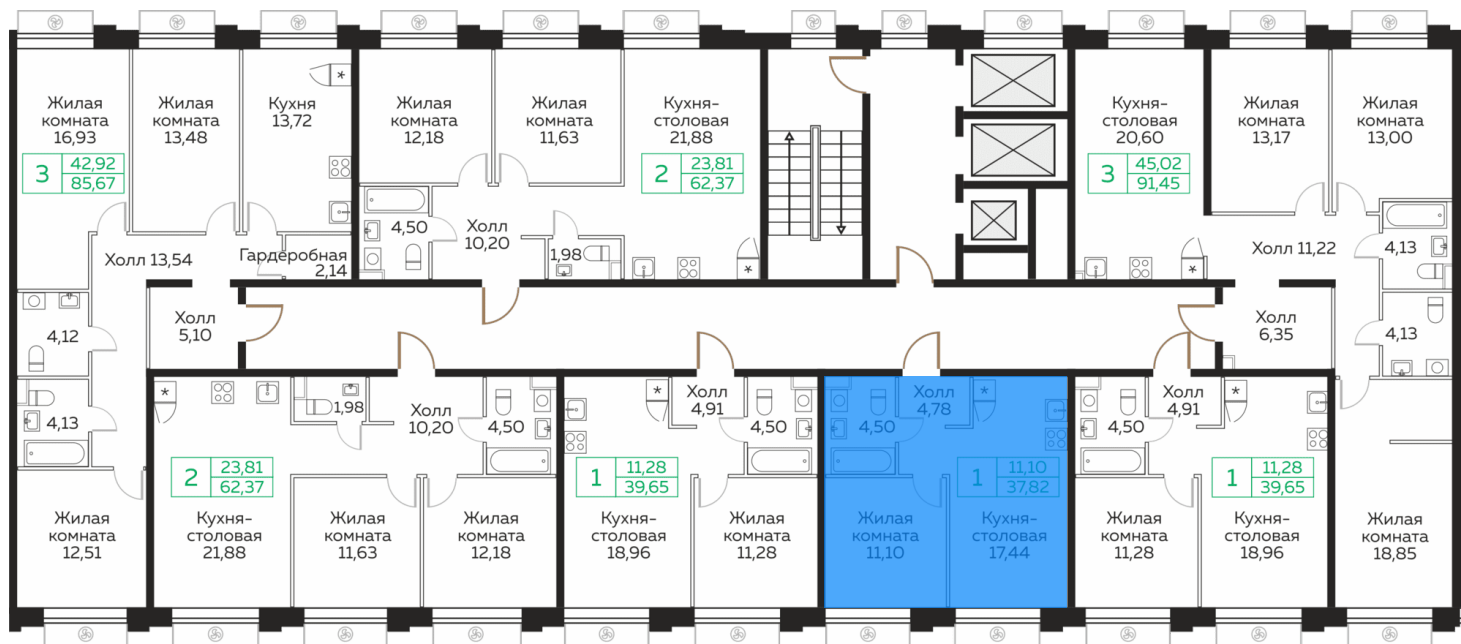 Жилая
комната
16,93
3
42,92
85,67
Жилая
комната
13,48
Кухня
13,72
*
Жилая
комната
12,18
Жилая
комната
11,63
Кухня-
столовая
21,88
2
23,81
62,37
Кухня-
столовая
20,60
3
45,02
91,45
Жилая
комната
13,17
Жилая
комната
13,00
Холл 13,54
Гардеробная
2,14
4,50
Холл
10,20
1,98
*
*
Холл 11,22
4,13
4,12
Холл
5,10
Холл
6,35
4,13
4,13
*
1,98
Холл
10,20
4,50
*
Холл
4,91
4,50
4,50
Холл
4,78
*
4,50
Холл
4,91
*
2
23,81
62,37
1
11,28
39,65
1
11,10
37,82
1
11,28
39,65
Жилая
комната
12,51
Кухня-
столовая
21,88
Жилая
комната
11,63
Жилая
комната
12,18
Кухня-
столовая
18,96
Жилая
комната
11,28
Жилая
комната
11,10
Кухня-
столовая
17,44
Жилая
комната
11,28
Кухня-
столовая
18,96
Жилая
комната
18,85